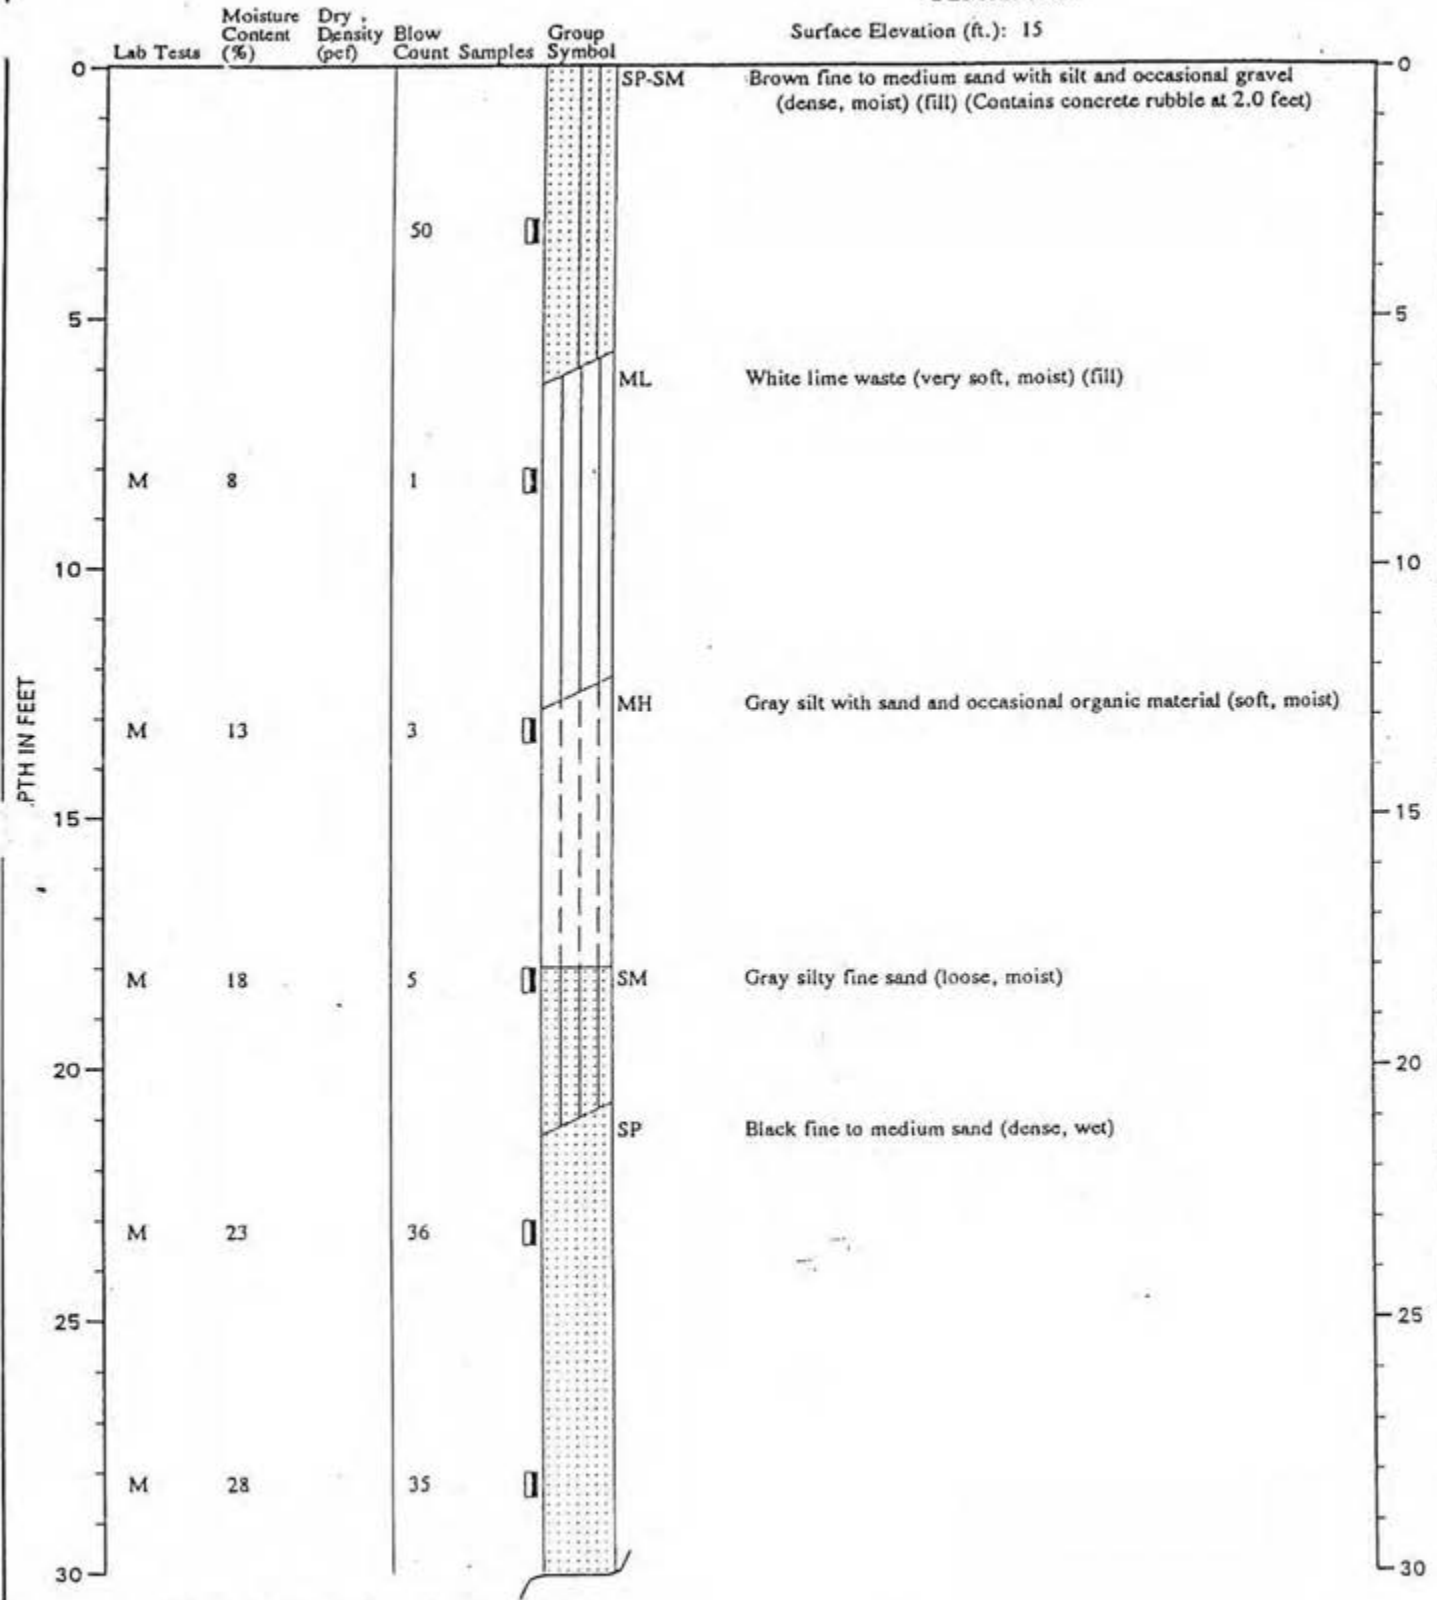 Surface Elevation (ft.): 15
Moisture Dry
Content Density Blow Group
Lab Tests (%) (pcf) Count Samples Symbol
0 SP-SM Brown fine to medium sand with silt and occasional gravel 0
(dense, moist) (fill) (Contains concrete rubble at 2.0 feet)
50
5 5
ML White lime waste (very soft, moist) (fill)
M 8 1
10 10
MH Gray silt with sand and occasional organic material (soft, moist)
M 13 3
PTH IN FEET
15 15
M 18 5 SM Gray silty fine sand (loose, moist)
20 20
SP Black fine to medium sand (dense, wet)
M 23 36
25 25
M 28 35
30 30